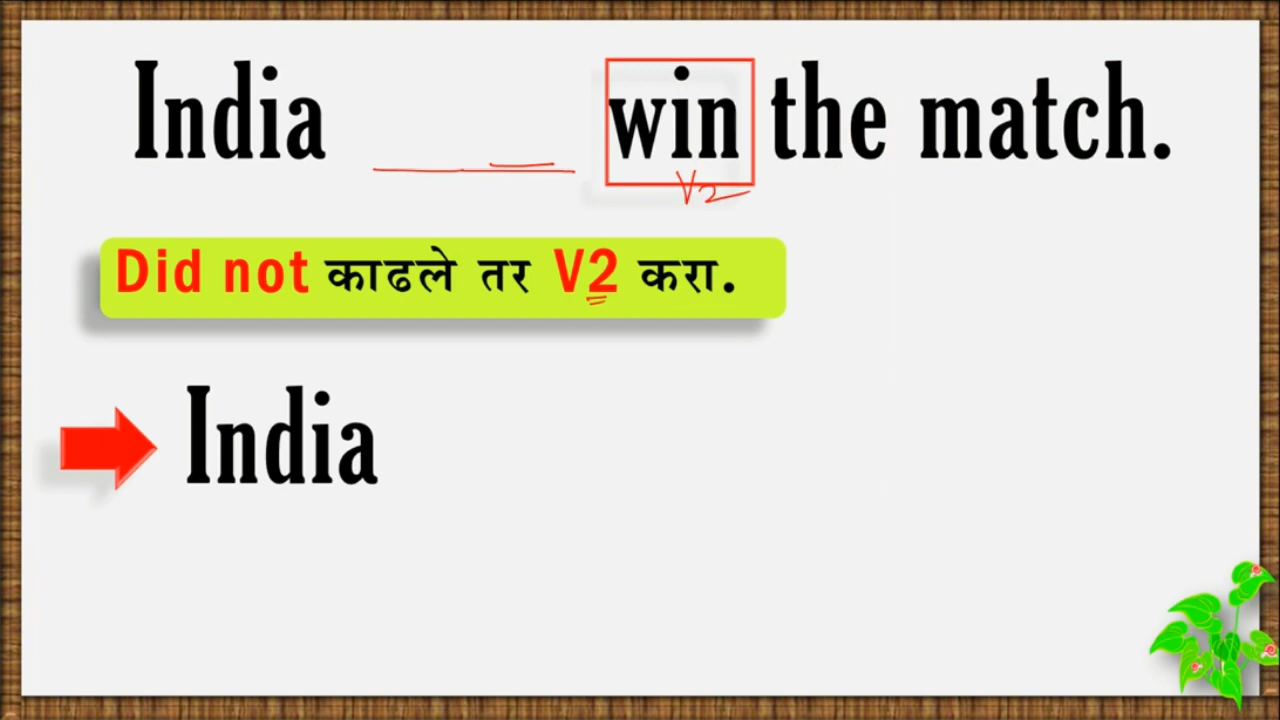 India win the match.
V2
Did not काढले तर V2 करा.
India